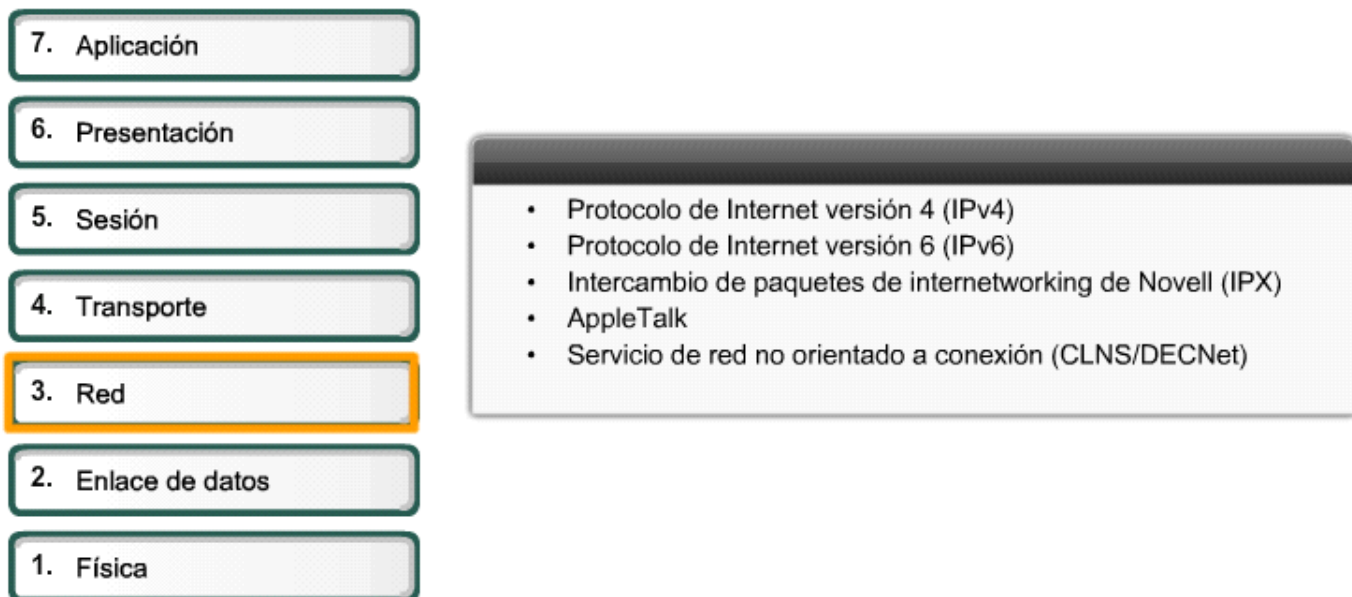 7. Aplicación
6. Presentación
5. Sesión
4. Transporte
3. Red
2. Enlace de datos
1. Física
• Protocolo de Internet versión 4 (IPv4)
• Protocolo de Internet versión 6 (IPv6)
• Intercambio de paquetes de internetworking de Novell (IPX)
• AppleTalk
• Servicio de red no orientado a conexión (CLNS/DECNet)